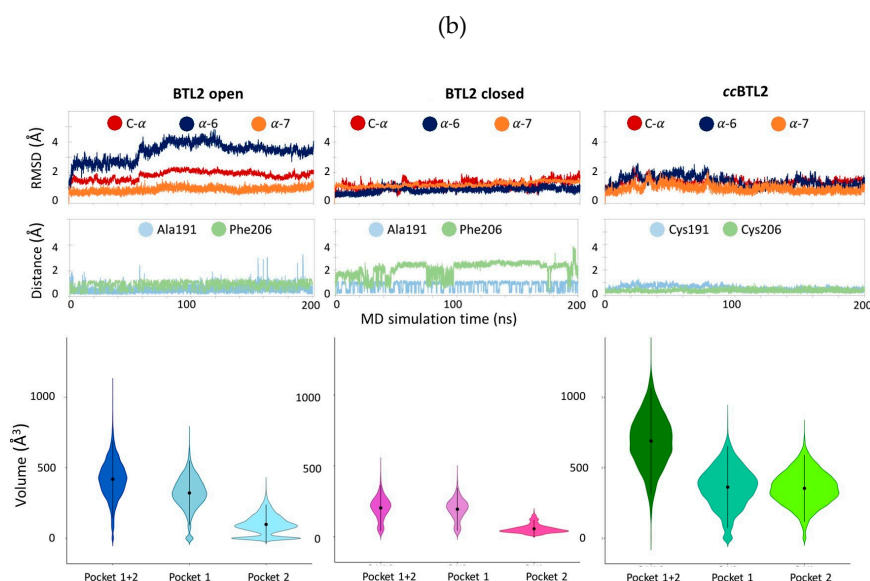 (b)
BTL2 open
BTL2 closed
ccBTL2
C-α α-6 α-7
C-α α-6 α-7
C-α α-6 α-7
RMSD (Å)
4
2
0
4
2
0
4
2
0
Ala191 Phe206
Ala191 Phe206
Cys191 Cys206
Distance (Å)
4
2
0
4
2
0
4
2
0
0 100 200
0 100 200
0 100 200
MD simulation time (ns)
Volume (Å³)
1000
500
0
1000
500
0
1000
500
0
Pocket 1+2 Pocket 1 Pocket 2
Pocket 1+2 Pocket 1 Pocket 2
Pocket 1+2 Pocket 1 Pocket 2